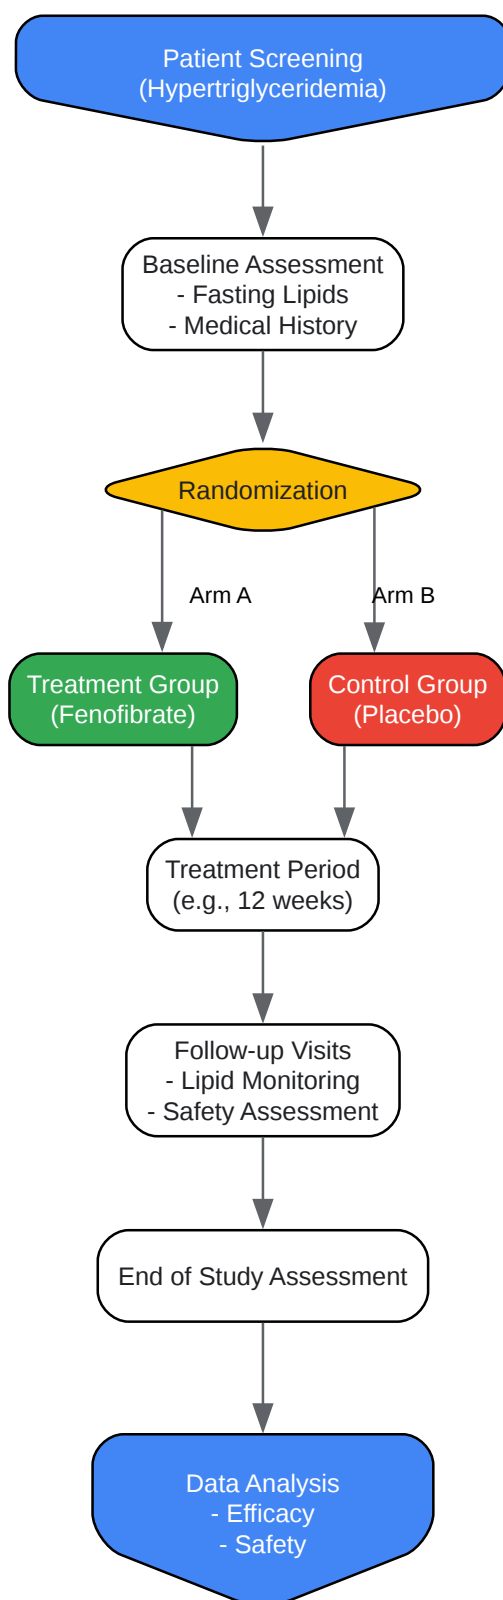 Patient Screening
(Hypertriglyceridemia)
Baseline Assessment
- Fasting Lipids
- Medical History
Randomization
Arm A
Arm B
Treatment Group
(Fenofibrate)
Control Group
(Placebo)
Treatment Period
(e.g., 12 weeks)
Follow-up Visits
- Lipid Monitoring
- Safety Assessment
End of Study Assessment
Data Analysis
- Efficacy
- Safety